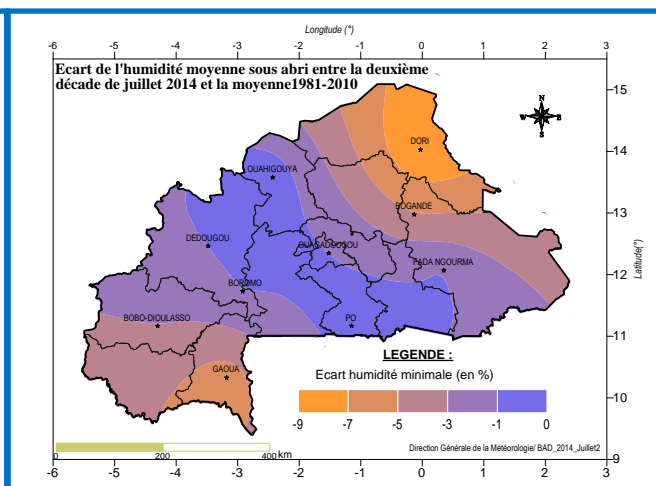 Longitude (°)
-6 -5 -4 -3 -2 -1 0 1 2 3
Ecart de l'humidité moyenne sous abri entre la deuxième
décade de juillet 2014 et la moyenne1981-2010
15
N
W E
S
DORI
14
OUAHIGOUYA
BOGANDE
13
DEDOUGOU
OUAGADOUGOU
FADA NGOURMA
Latitude(°)
12
BOROMO
BOBO-DIOULASSO
PO
11
LEGENDE :
GAOUA
Ecart humidité minimale (en %)
10
-9 -7 -5 -3 -1 0
Direction Générale de la Météorologie/ BAD_2014_Juillet2
0 200 400 km
9
-6 -5 -4 -3 -2 -1 0 1 2 3